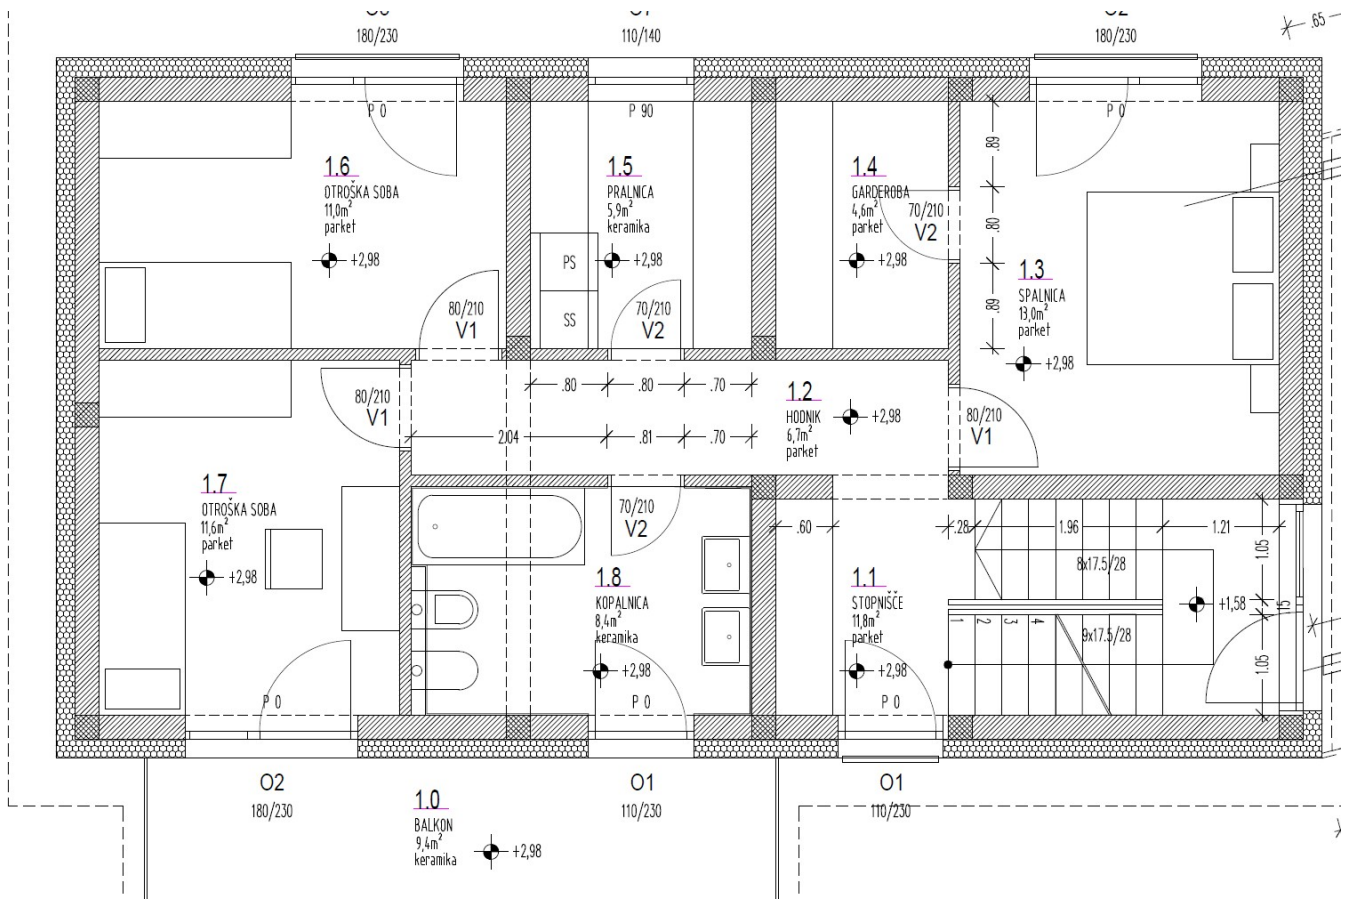 180/230
110/140
180/230
.65
P 0
P 90
P 0
1.6
OTROŠKA SOBA
11,0m²
parket
+2,98
1.5
PRALNICA
5,9m²
keramika
+2,98
PS
SS
1.4
GARDEROBA
4,6m²
parket
+2,98
70/210
V2
.89
.80
.89
1.3
SPALNICA
13,0m²
parket
+2,98
80/210
V1
70/210
V2
80/210
V1
.80
.80
.70
1.2
HODNIK
6,7m²
parket
+2,98
80/210
V1
2.04
.81
.70
1.7
OTROŠKA SOBA
11,6m²
parket
+2,98
70/210
V2
1.8
KOPALNICA
8,4m²
keramika
+2,98
.60
.28
1.96
1.21
1.05
8x17.5/28
1.1
STOPNIŠČE
11,8m²
parket
+2,98
+1,58
15
1
2
3
4
9x17.5/28
1.05
P 0
P 0
P 0
O2
180/230
O1
110/230
O1
110/230
1.0
BALKON
9,4m²
keramika
+2,98